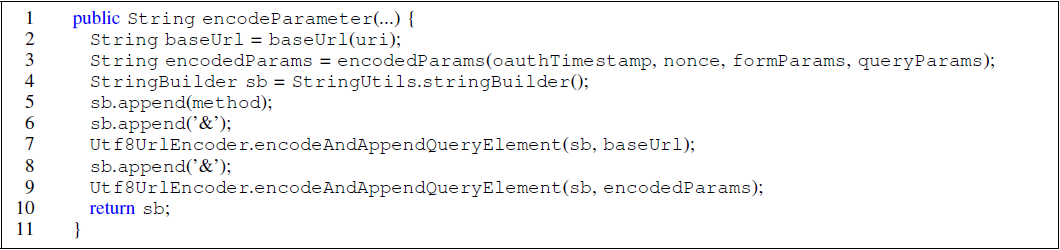 1 public String encodeParameter(...) {
2 String baseUrl = baseUrl(uri);
3 String encodedParams = encodedParams(oauthTimestamp, nonce, formParams, queryParams);
4 StringBuilder sb = StringUtils.stringBuilder();
5 sb.append(method);
6 sb.append('&');
7 Utf8UrlEncoder.encodeAndAppendQueryElement(sb, baseUrl);
8 sb.append('&');
9 Utf8UrlEncoder.encodeAndAppendQueryElement(sb, encodedParams);
10 return sb;
11 }